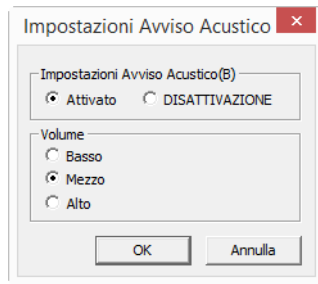 Impostazioni Avviso Acustico
Impostazioni Avviso Acustico(B)
Attivato DISATTIVAZIONE
Volume
Basso
Mezzo
Alto
OK Annulla